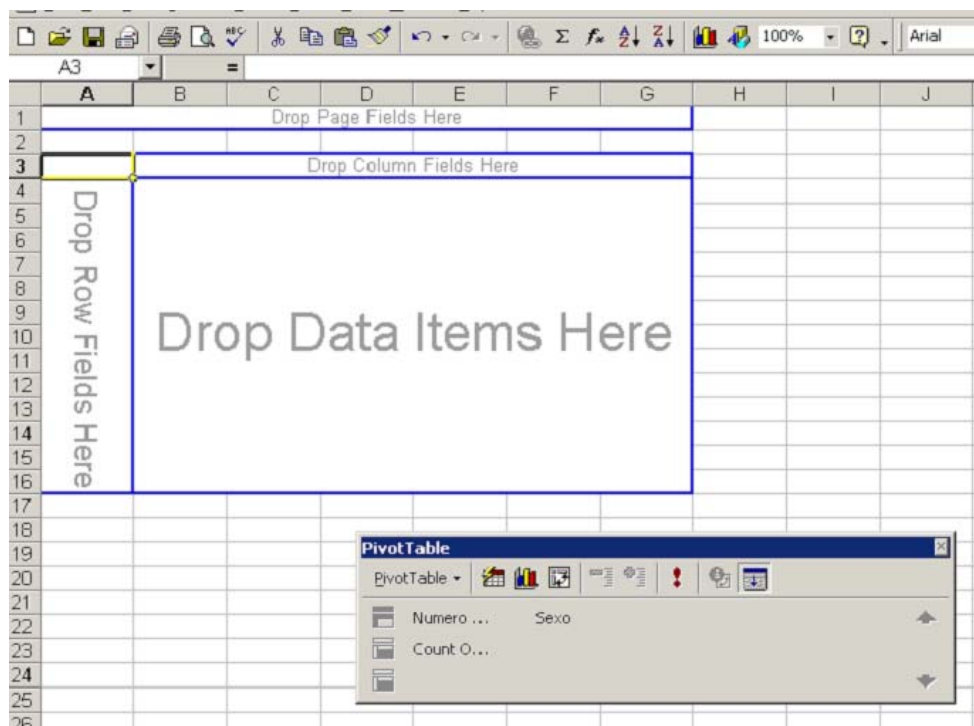 100% Arial
A3 =
A B C D E F G H I J
1 Drop Page Fields Here
2
3 Drop Column Fields Here
4
5
6
7
8
9
10
11
12
13
14
15
16
Drop Row Fields Here
Drop Data Items Here
17
18
19
20
21
22
23
24
25
26
PivotTable
PivotTable
Numero ... Sexo
Count O...